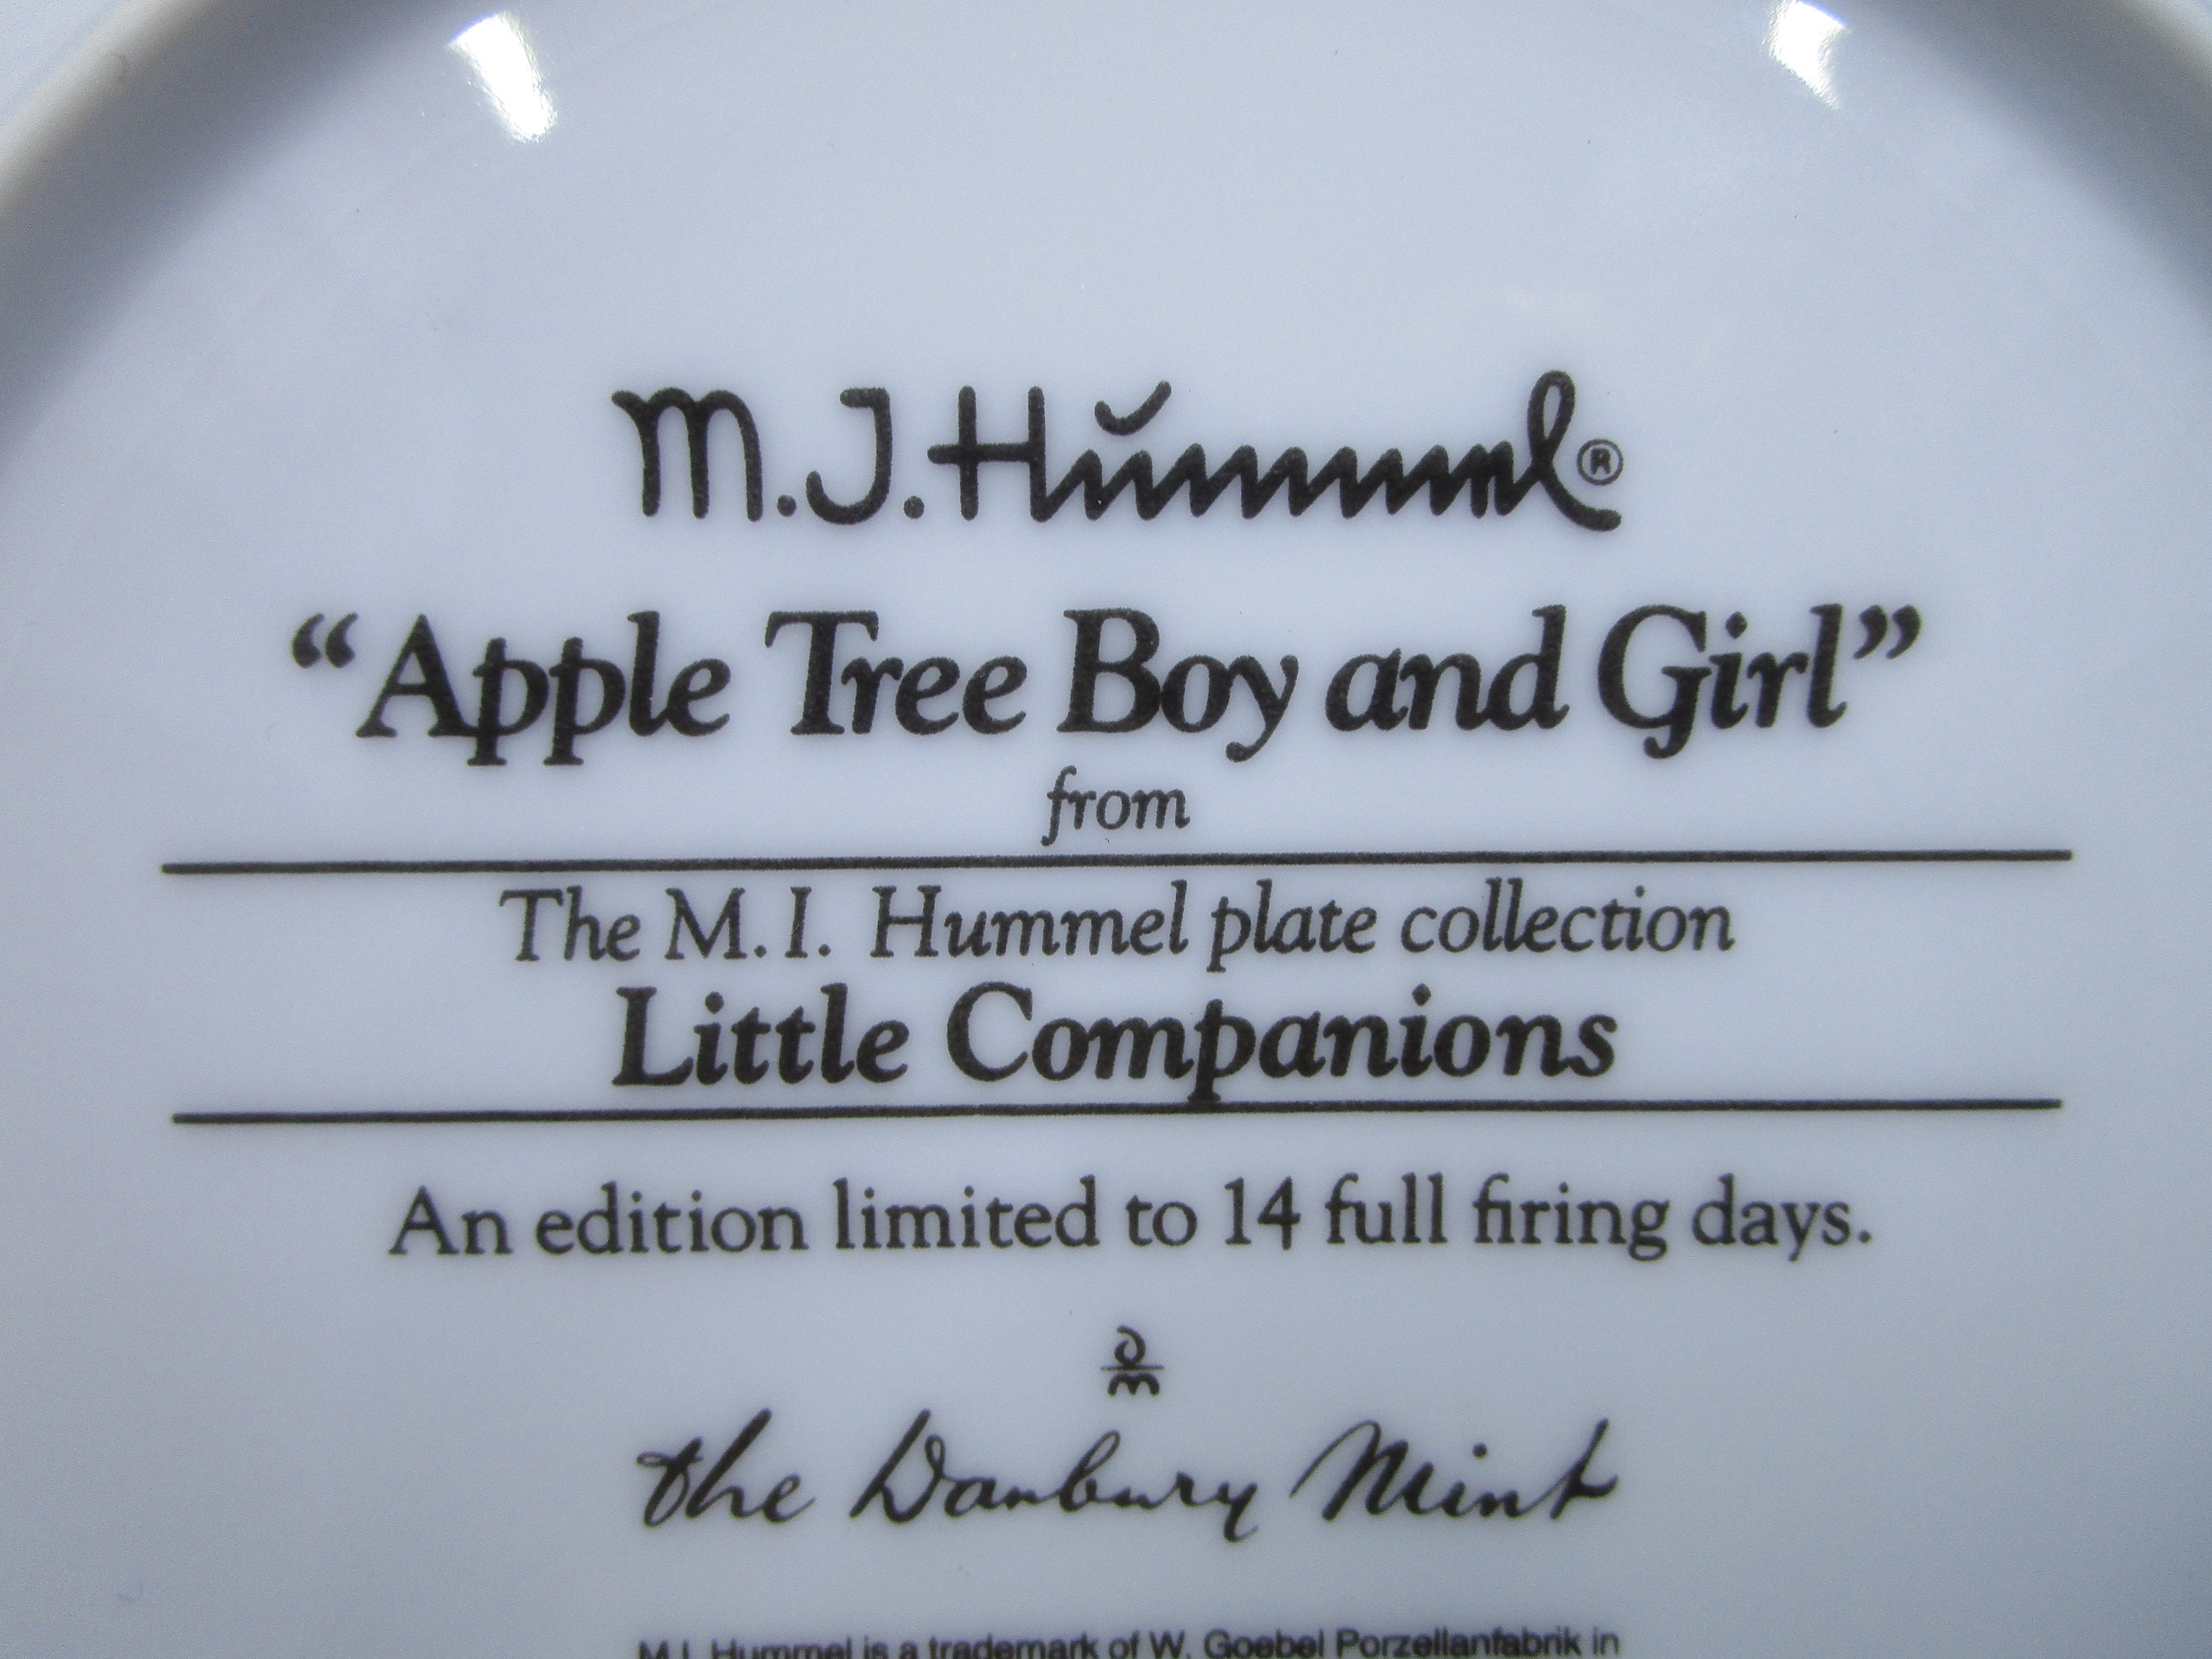 M.J. Hummel®
“Apple Tree Boy and Girl”
from
The M. I. Hummel plate collection
Little Companions
An edition limited to 14 full firing days.
DM
the Danbury Mint
M.I. Hummel is a trademark of W. Goebel Porzellanfabrik in